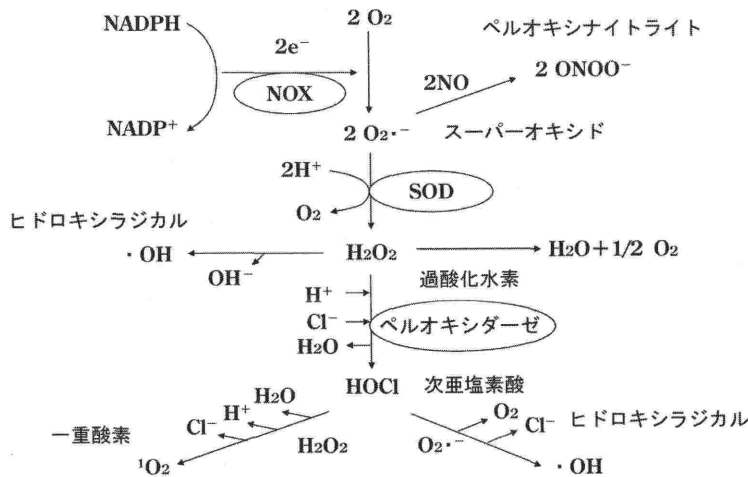 NADPH
2e⁻
2 O₂
ペルオキシナイトライト
NOX
2NO
2 ONOO⁻
NADP⁺
2 O₂・⁻
スーパーオキシド
2H⁺
SOD
O₂
ヒドロキシラジカル
・OH
OH⁻
H₂O₂
H₂O+1/2 O₂
過酸化水素
H⁺
Cl⁻
ペルオキシダーゼ
H₂O
HOCl
次亜塩素酸
H₂O
H⁺
Cl⁻
一重酸素
¹O₂
H₂O₂
O₂
Cl⁻
ヒドロキシラジカル
O₂・⁻
・OH